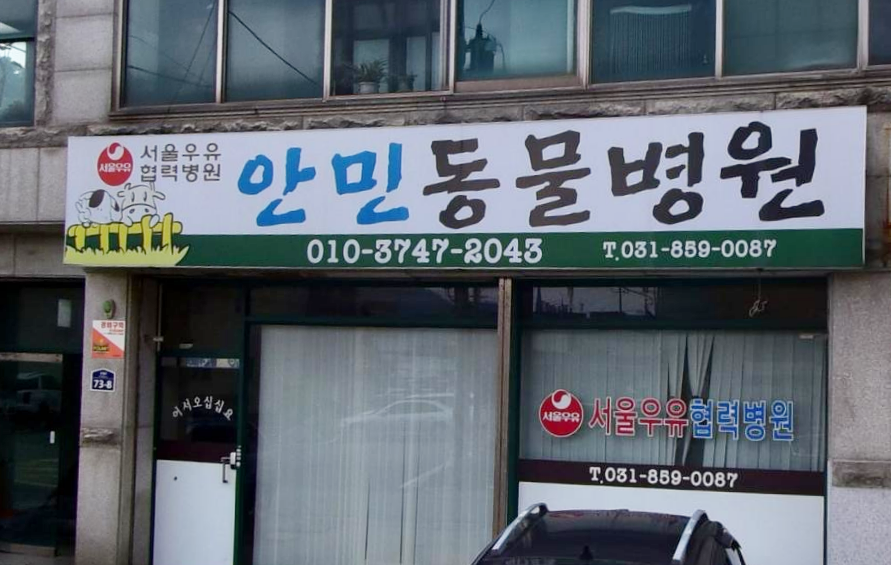 서울우유
서울우유
협력병원
안민동물병원
010-3747-2043
T.031-859-0087
73-8
어서오십시요
서울우유
서울우유협력병원
T.031-859-0087